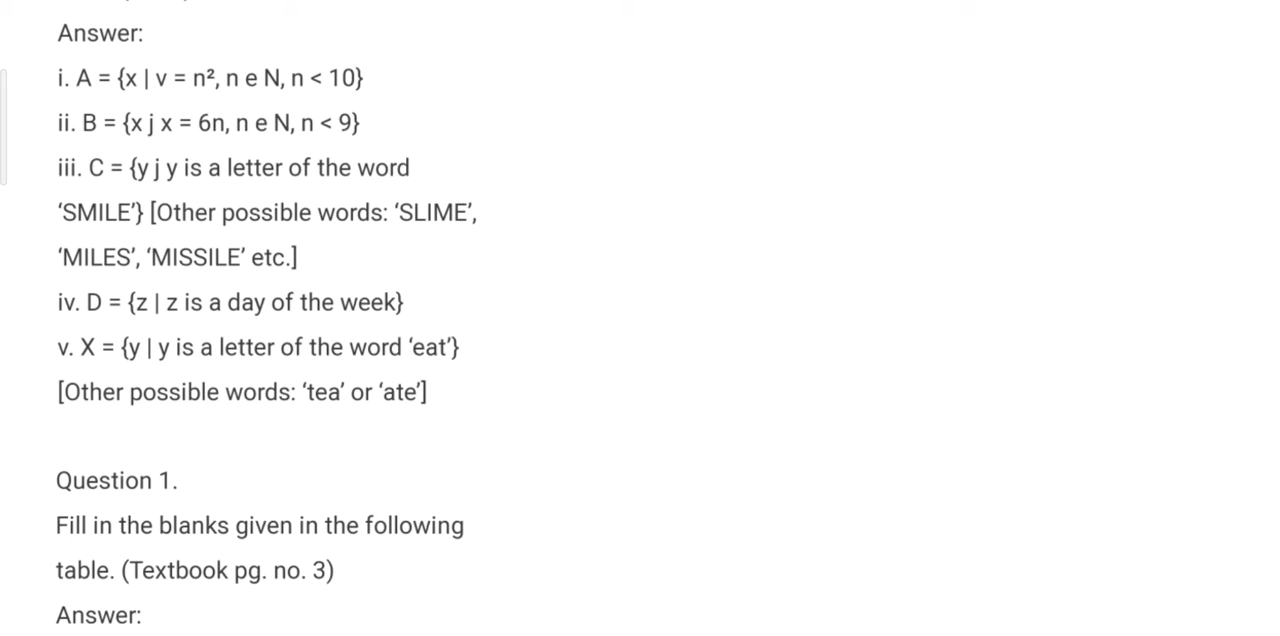 Answer:
i. A = {x | v = n², n e N, n < 10}
ii. B = {x j x = 6n, n e N, n < 9}
iii. C = {y j y is a letter of the word
‘SMILE’} [Other possible words: ‘SLIME’,
‘MILES’, ‘MISSILE’ etc.]
iv. D = {z | z is a day of the week}
v. X = {y | y is a letter of the word ‘eat’}
[Other possible words: ‘tea’ or ‘ate’]
Question 1.
Fill in the blanks given in the following
table. (Textbook pg. no. 3)
Answer: